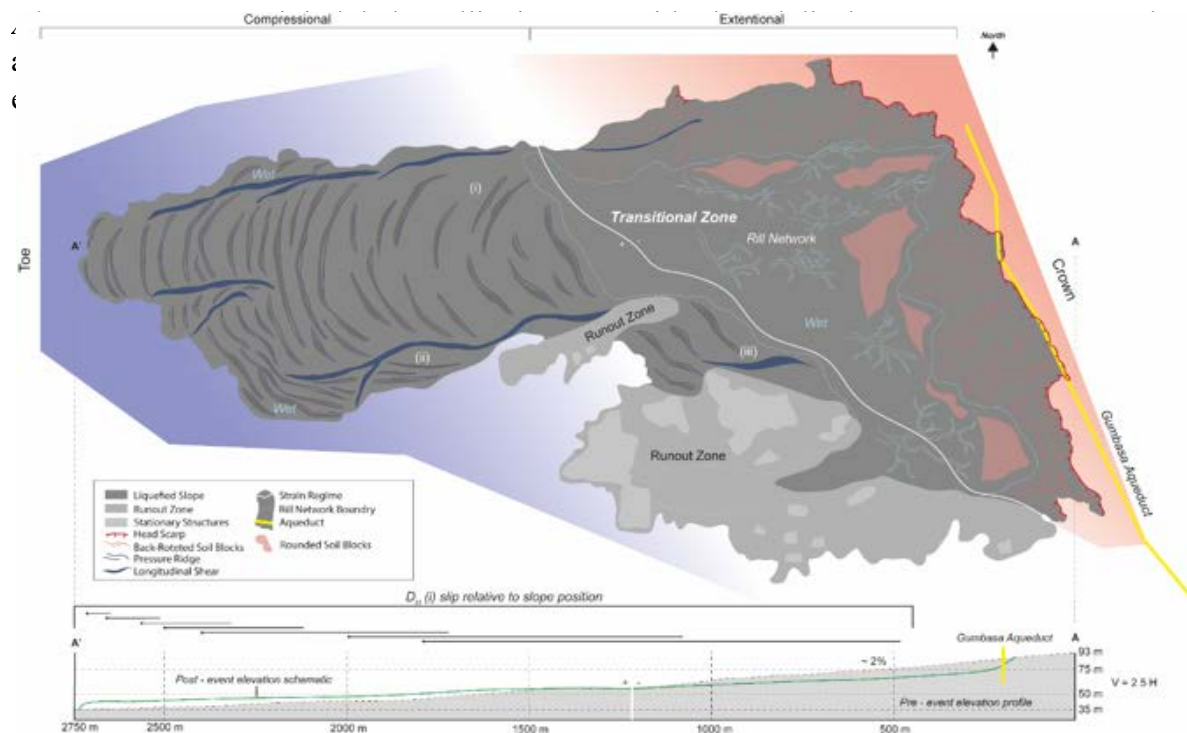 Compressional
Extentional
North
Wet
(i)
Transitional Zone
+ -
Rill Network
A'
A
Toe
Crown
Runout Zone
Wet
(iii)
(ii)
Wet
Gumbasa Aqueduct
Runout Zone
Liquefied Slope
Runout Zone
Stationary Structures
Head Scarp
Back-Rotated Soil Blocks
Pressure Ridge
Longitudinal Shear
Strain Regime
Rill Network Boundry
Aqueduct
Rounded Soil Blocks
(i) slip relative to slope position
A'
Gumbasa Aqueduct
A
~ 2%
93 m
75 m
50 m
35 m
V = 2.5 H
Post - event elevation schematic
+ -
Pre - event elevation profile
2750 m
2500 m
2000 m
1500 m
1000 m
500 m